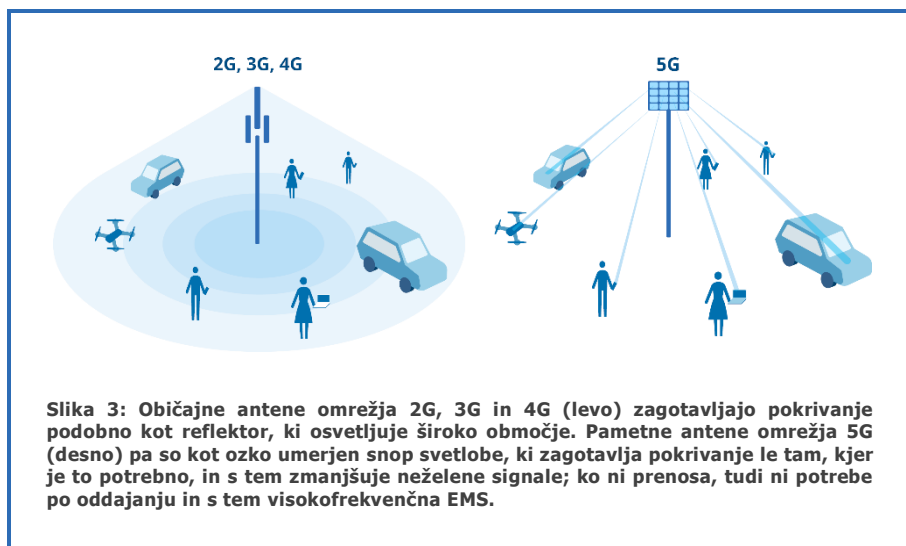 2G, 3G, 4G
5G
Slika 3: Običajne antene omrežja 2G, 3G in 4G (levo) zagotavljajo pokrivanje
podobno kot reflektor, ki osvetljuje široko območje. Pametne antene omrežja 5G
(desno) pa so kot ozko umerjen snop svetlobe, ki zagotavlja pokrivanje le tam, kjer
je to potrebno, in s tem zmanjšuje neželene signale; ko ni prenosa, tudi ni potrebe
po oddajanju in s tem visokofrekvenčna EMS.